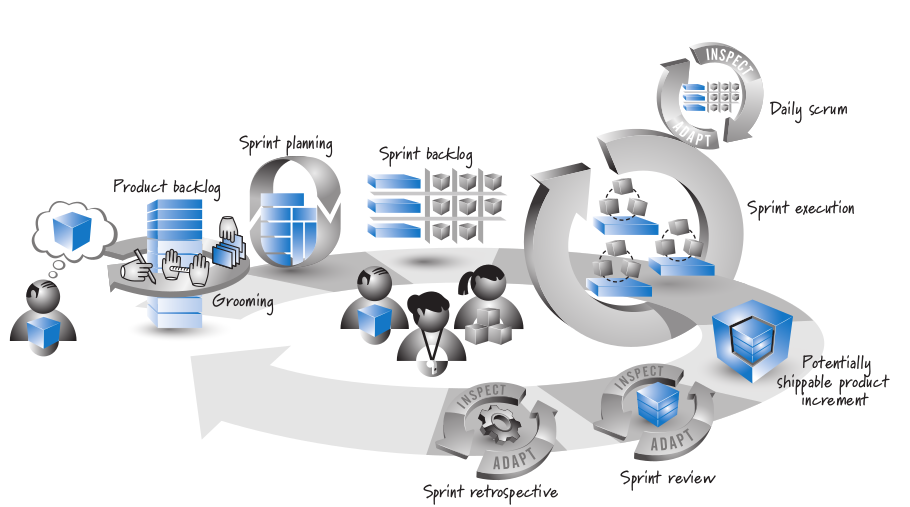 INSPECT
ADAPT
Daily scrum
Sprint planning
Sprint backlog
Product backlog
Sprint execution
Grooming
Potentially
shippable product
increment
INSPECT
ADAPT
Sprint review
INSPECT
ADAPT
Sprint retrospective